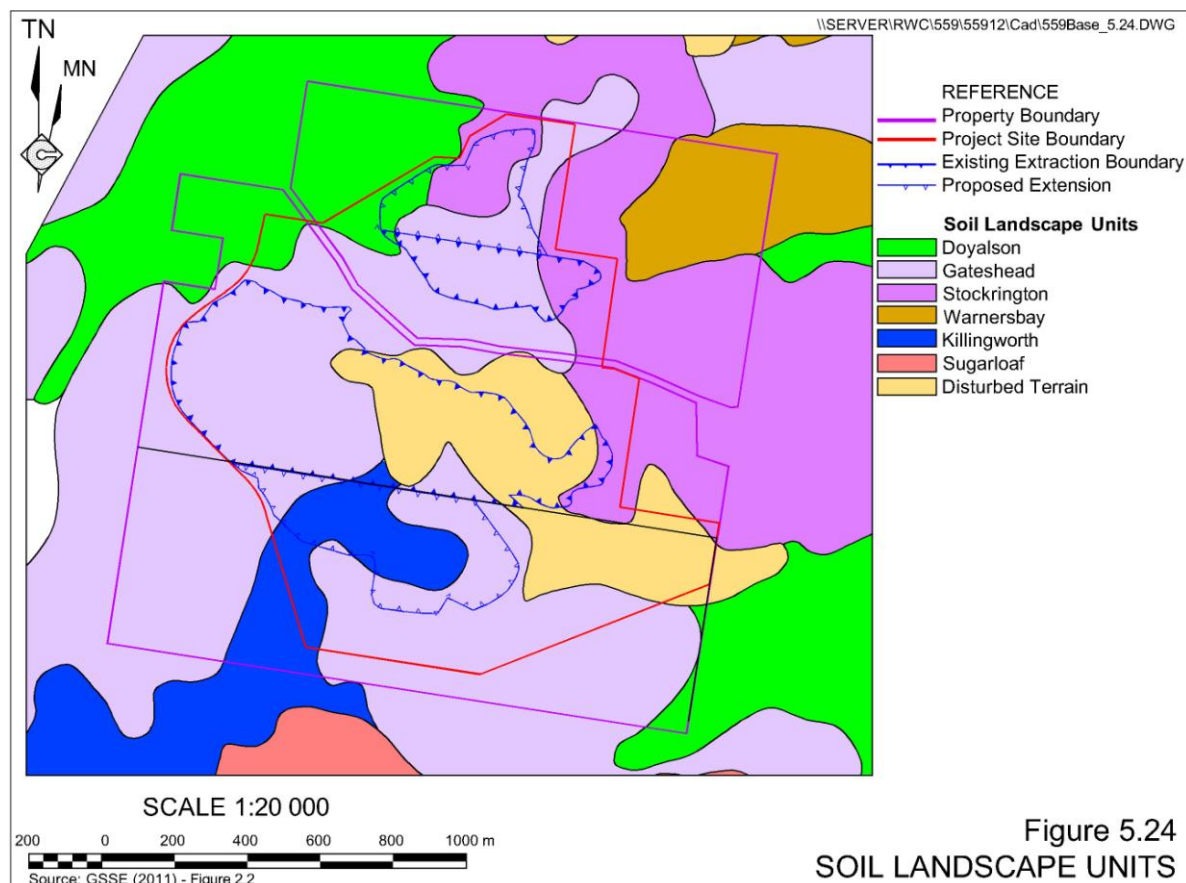 TN
MN
\\SERVER\RWC\559\55912\Cad\559Base_5.24.DWG
REFERENCE
Property Boundary
Project Site Boundary
Existing Extraction Boundary
Proposed Extension
Soil Landscape Units
Doyalson
Gateshead
Stockrington
Warnersbay
Killingworth
Sugarloaf
Disturbed Terrain
SCALE 1:20 000
200 0 200 400 600 800 1000 m
Source: GSSE (2011) - Figure 2.2
Figure 5.24
SOIL LANDSCAPE UNITS